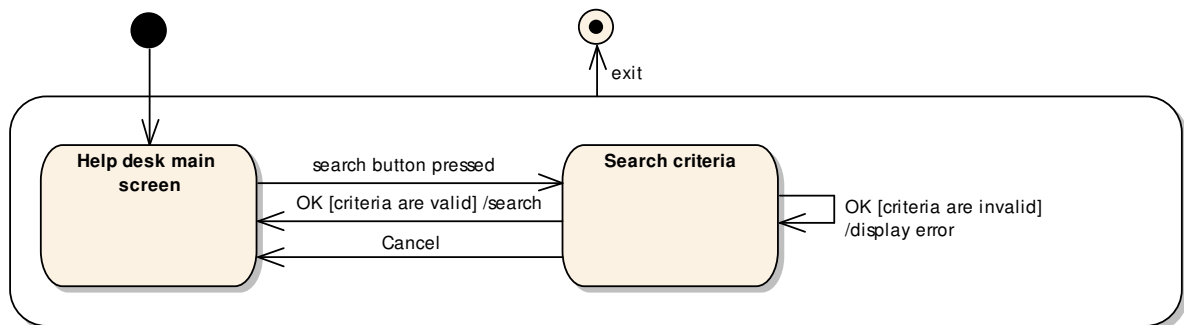 exit
Help desk main
screen
search button pressed
Search criteria
OK [criteria are valid] /search
OK [criteria are invalid]
/display error
Cancel